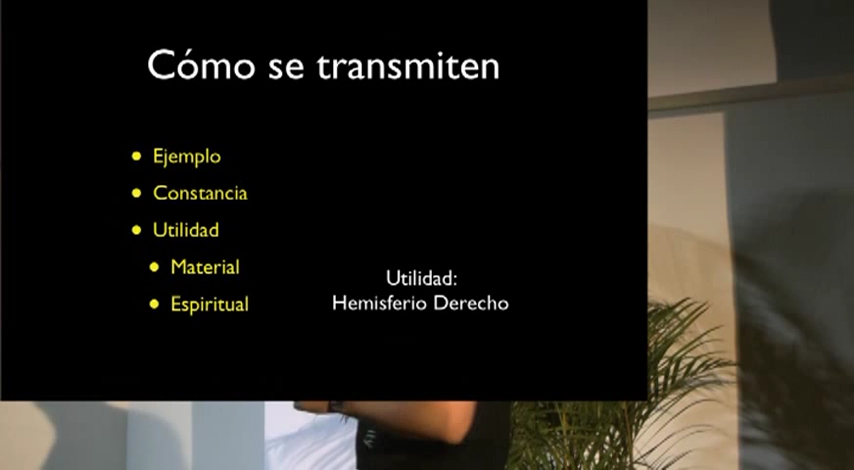 Cómo se transmiten
Ejemplo
Constancia
Utilidad
Material
Espiritual
Utilidad:
Hemisferio Derecho